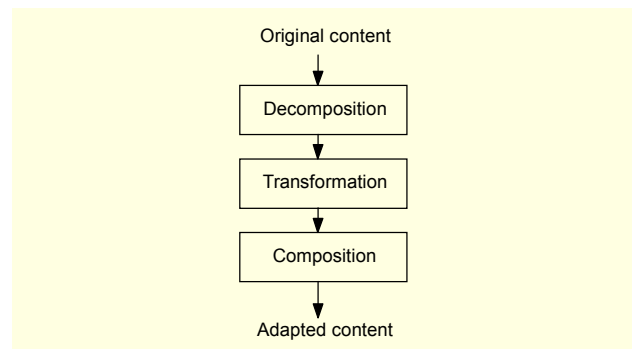 Original content
Decomposition
Transformation
Composition
Adapted content